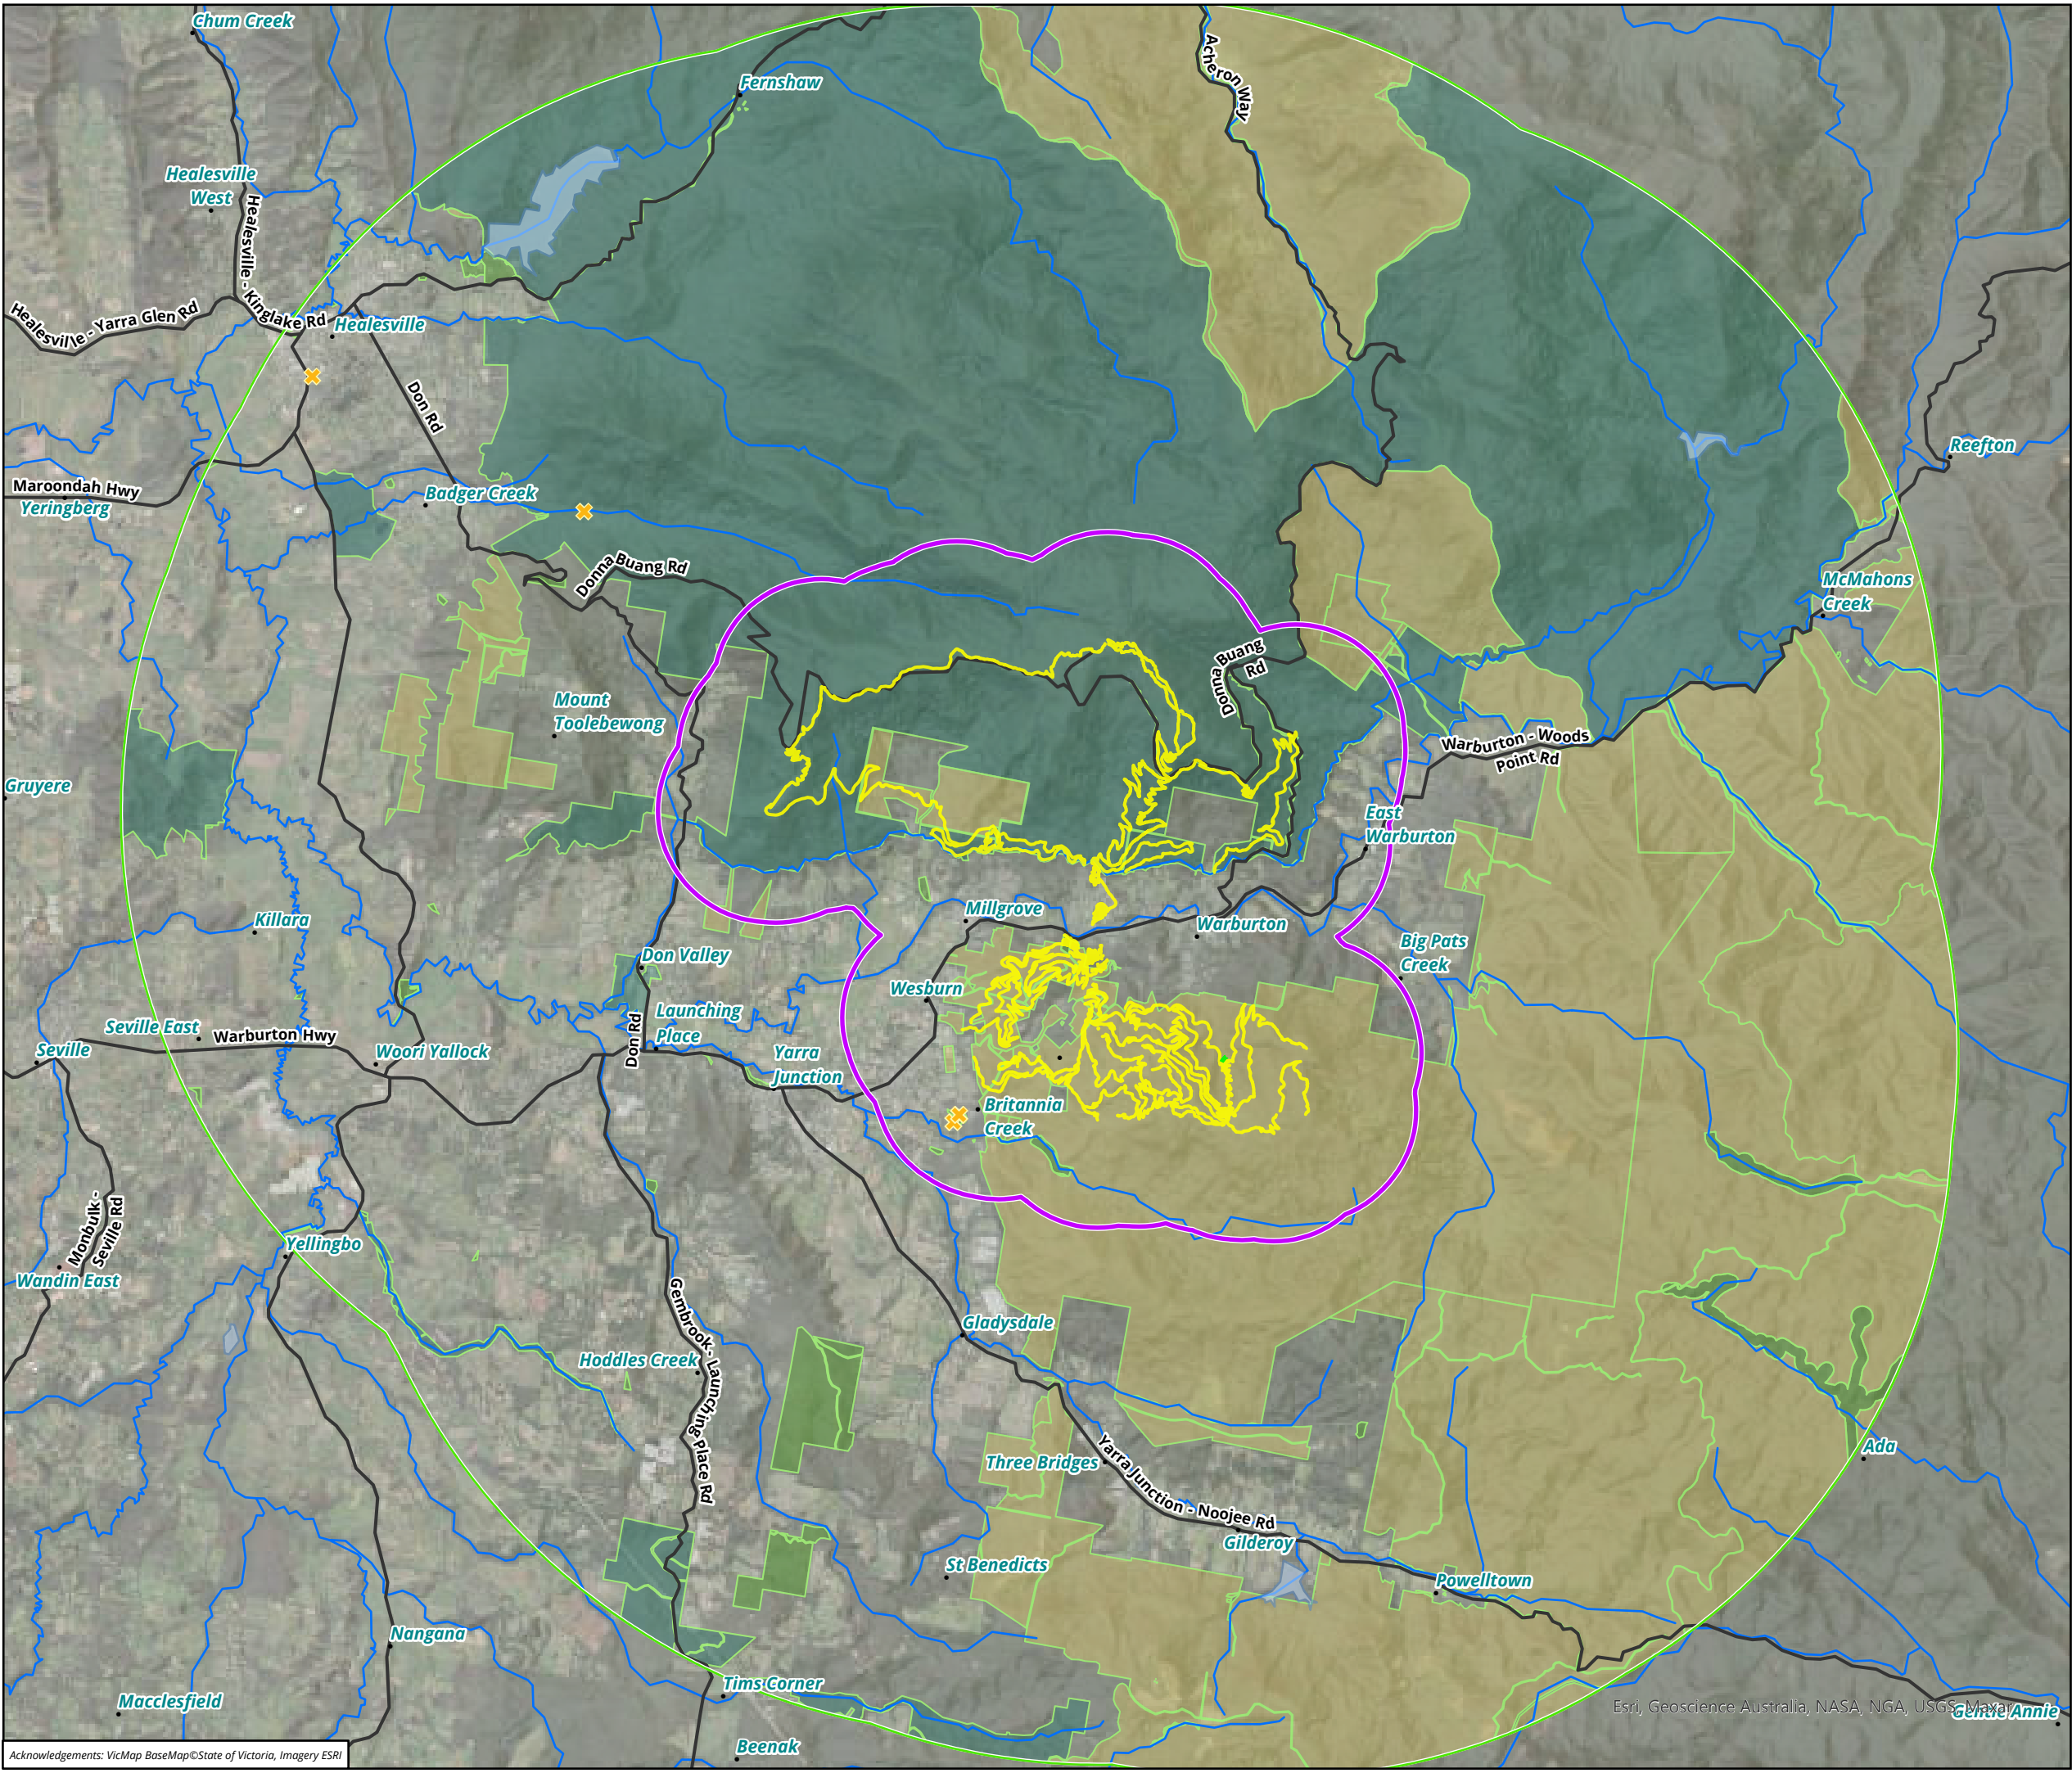 Chum Creek
Fernshaw
Acheron Way
Healesville
West
Healesville - Kinglake Rd
Healesville - Yarra Glen Rd
Healesville
Don Rd
Reefton
Maroondah Hwy
Yeringberg
Badger Creek
Donna Buang Rd
McMahons
Creek
Donna Buang
Rd
Mount
Toolebewong
Warburton - Woods
Point Rd
Gruyere
East
Warburton
Killara
Millgrove
Warburton
Big Pats
Creek
Don Valley
Wesburn
Launching
Place
Seville East
Warburton Hwy
Seville
Woori Yallock
Don Rd
Yarra
Junction
Britannia
Creek
Monbulk -
Seville Rd
Yellingbo
Wandin East
Gembrook - Launching Place Rd
Gladysdale
Hoddles Creek
Three Bridges
Yarra Junction - Noojee Rd
Ada
Gilderoy
St Benedicts
Powelltown
Nangana
Tims Corner
Macclesfield
Esri, Geoscience Australia, NASA, NGA, USGS, Maxar
Gentle Annie
Beenak
Acknowledgements: VicMap BaseMap©State of Victoria, Imagery ESRI